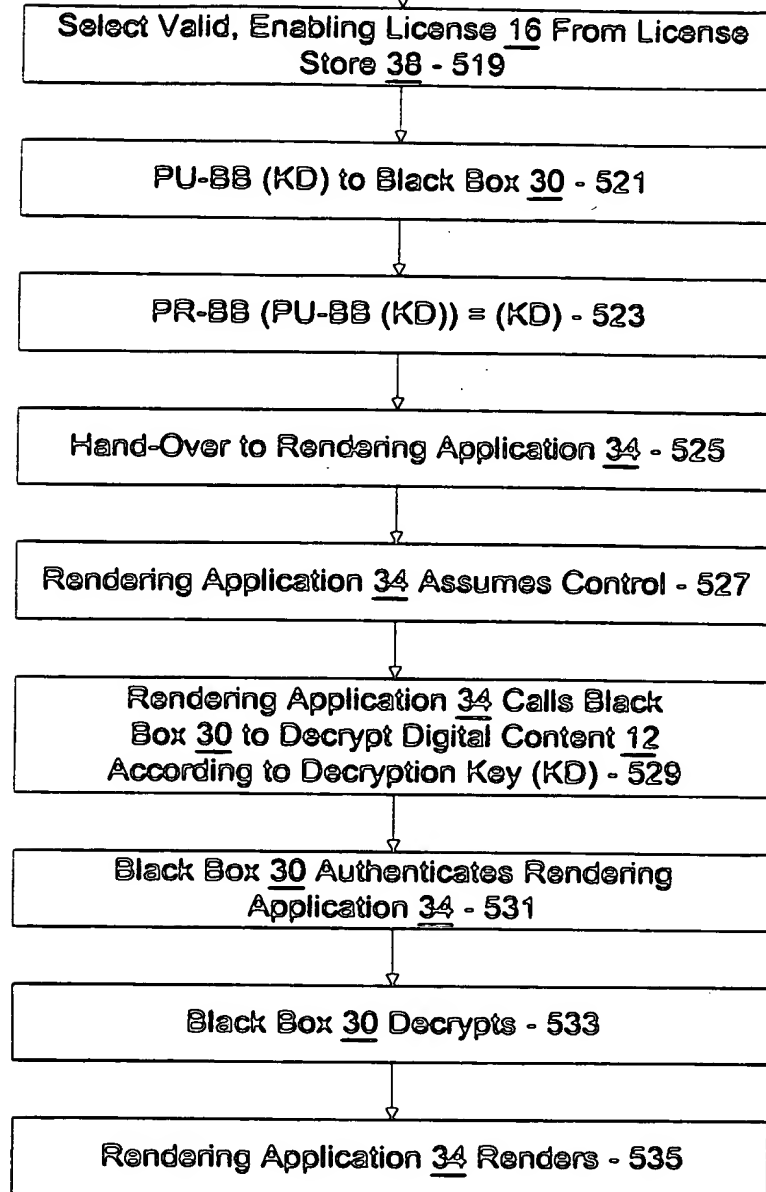 Select Valid, Enabling License 16 From License
Store 38 - 519
PU-BB (KD) to Black Box 30 - 521
PR-BB (PU-BB (KD)) = (KD) - 523
Hand-Over to Rendering Application 34 - 525
Rendering Application 34 Assumes Control - 527
Rendering Application 34 Calls Black
Box 30 to Decrypt Digital Content 12
According to Decryption Key (KD) - 529
Black Box 30 Authenticates Rendering
Application 34 - 531
Black Box 30 Decrypts - 533
Rendering Application 34 Renders - 535